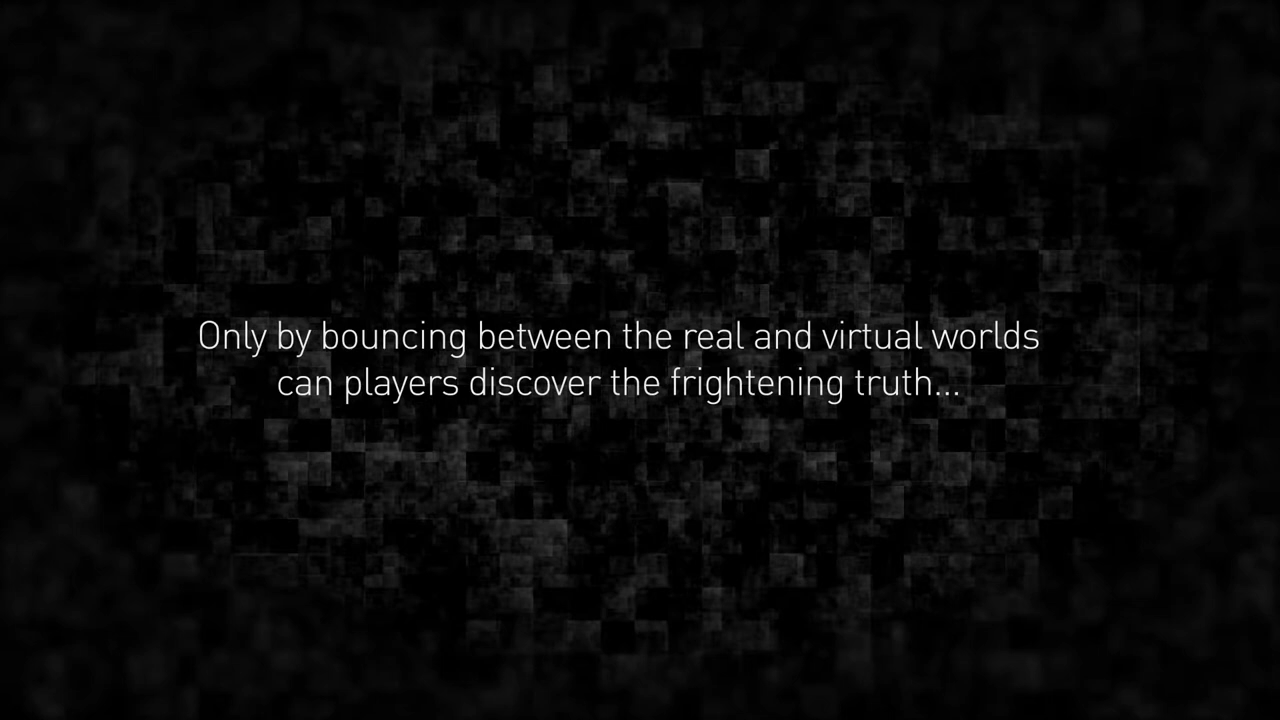 Only by bouncing between the real and virtual worlds
can players discover the frightening truth...